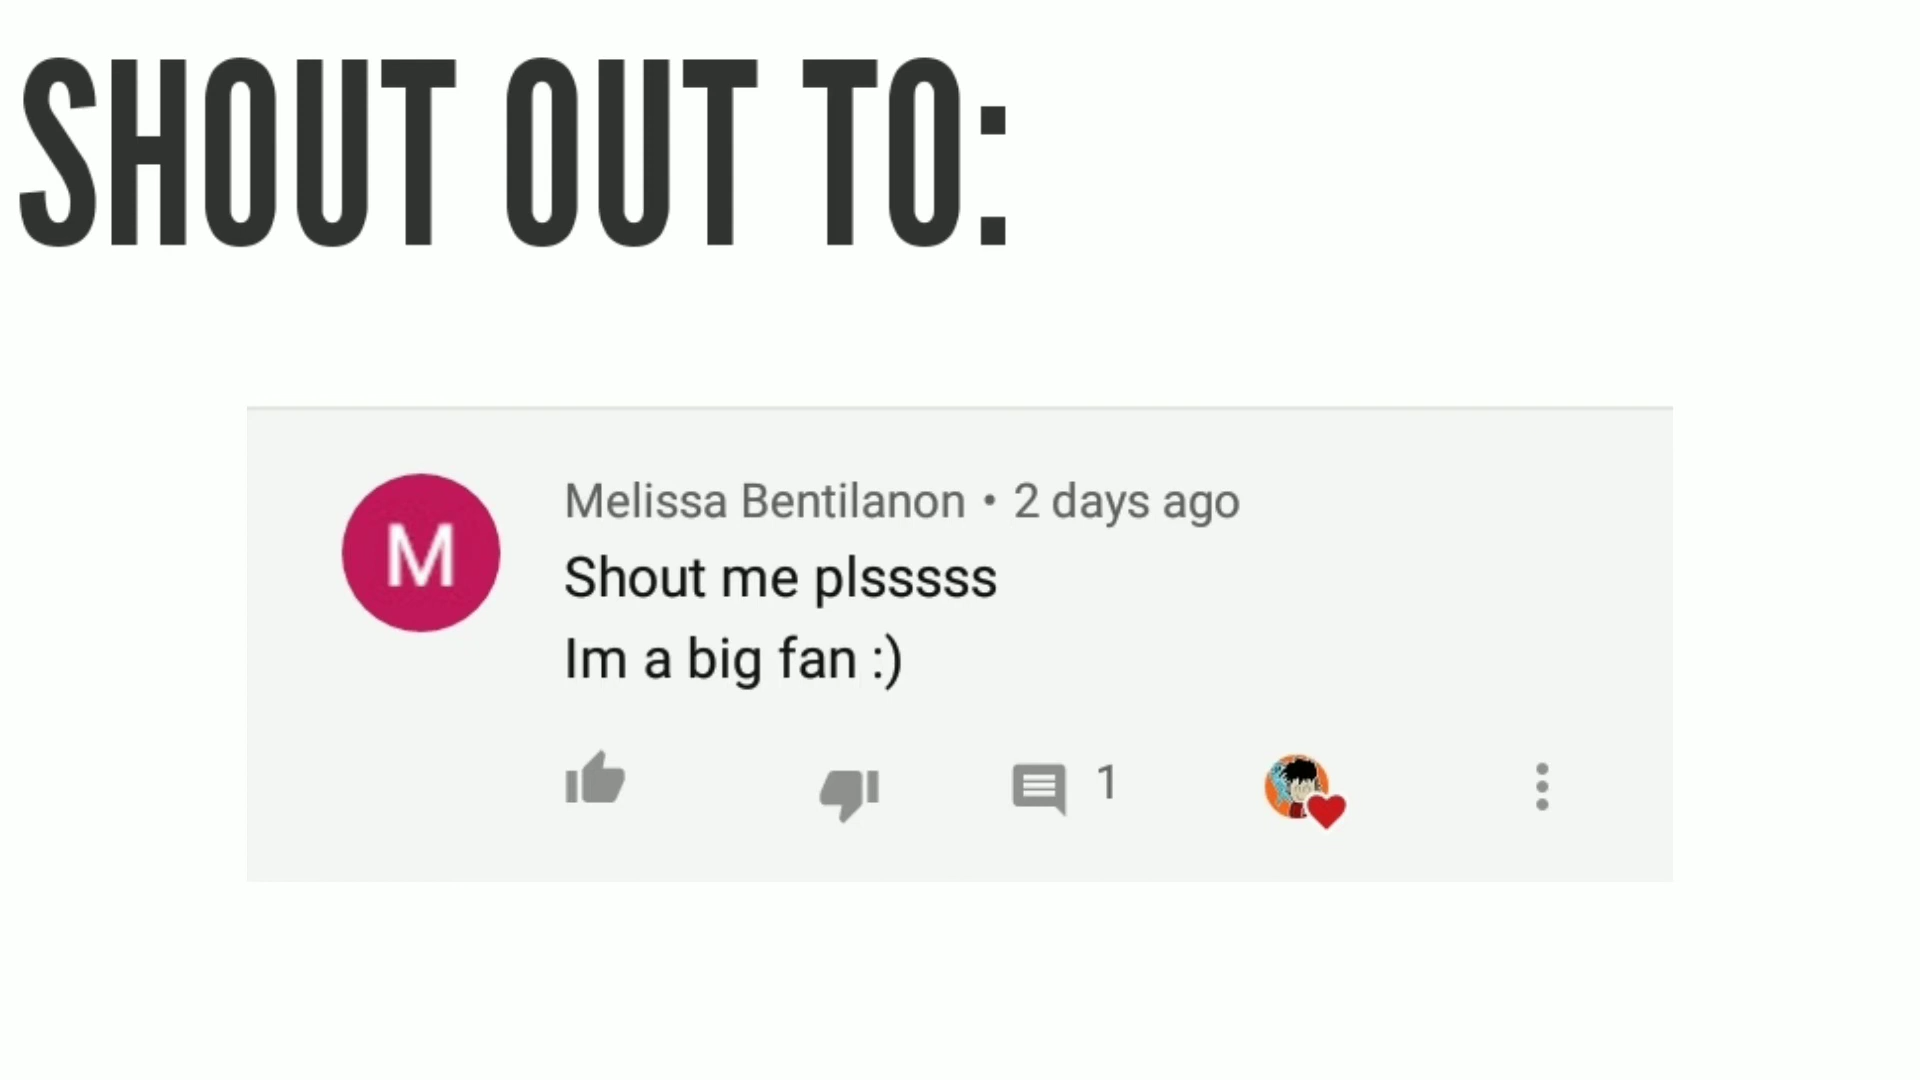 SHOUT OUT TO:
M
Melissa Bentilanon • 2 days ago
Shout me plsssss
Im a big fan :)
1